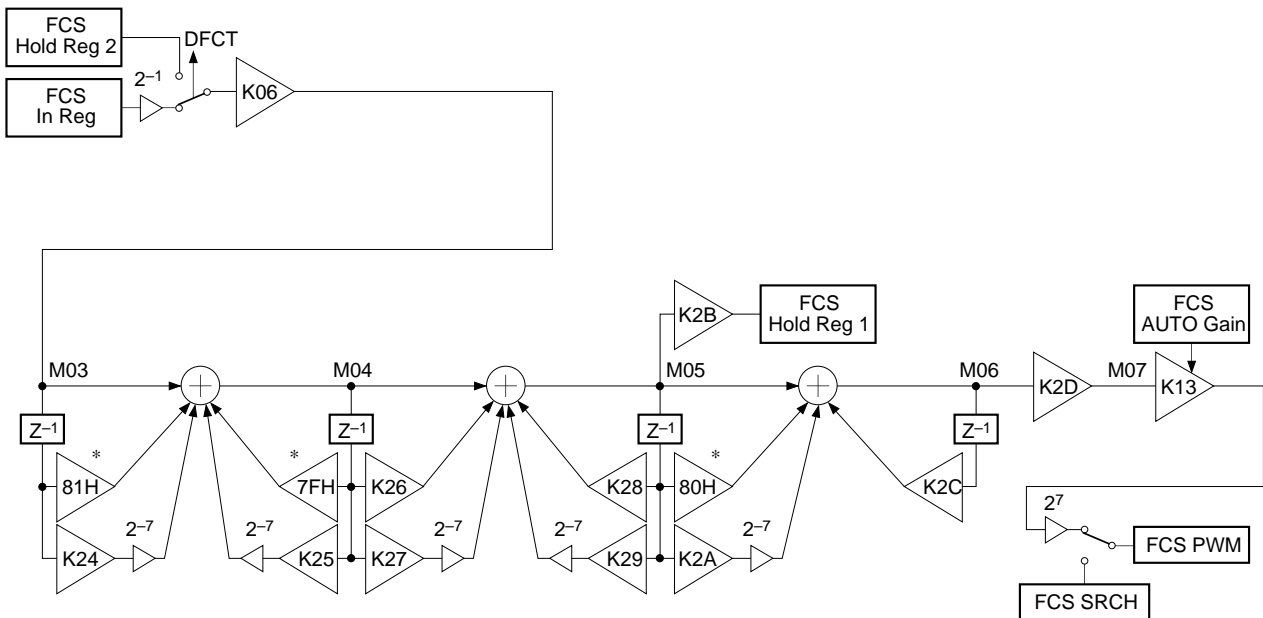 FCS
Hold Reg 2
DFCT
2–1
K06
FCS
In Reg
K2B
FCS
Hold Reg 1
FCS
AUTO Gain
M03
M04
M05
M06
K2D
M07
K13
Z–1
Z–1
Z–1
Z–1
*
*
*
81H
7FH
K26
K28
80H
K2C
2–7
2–7
2–7
2–7
2–7
K24
K25
K27
K29
K2A
27
FCS PWM
FCS SRCH